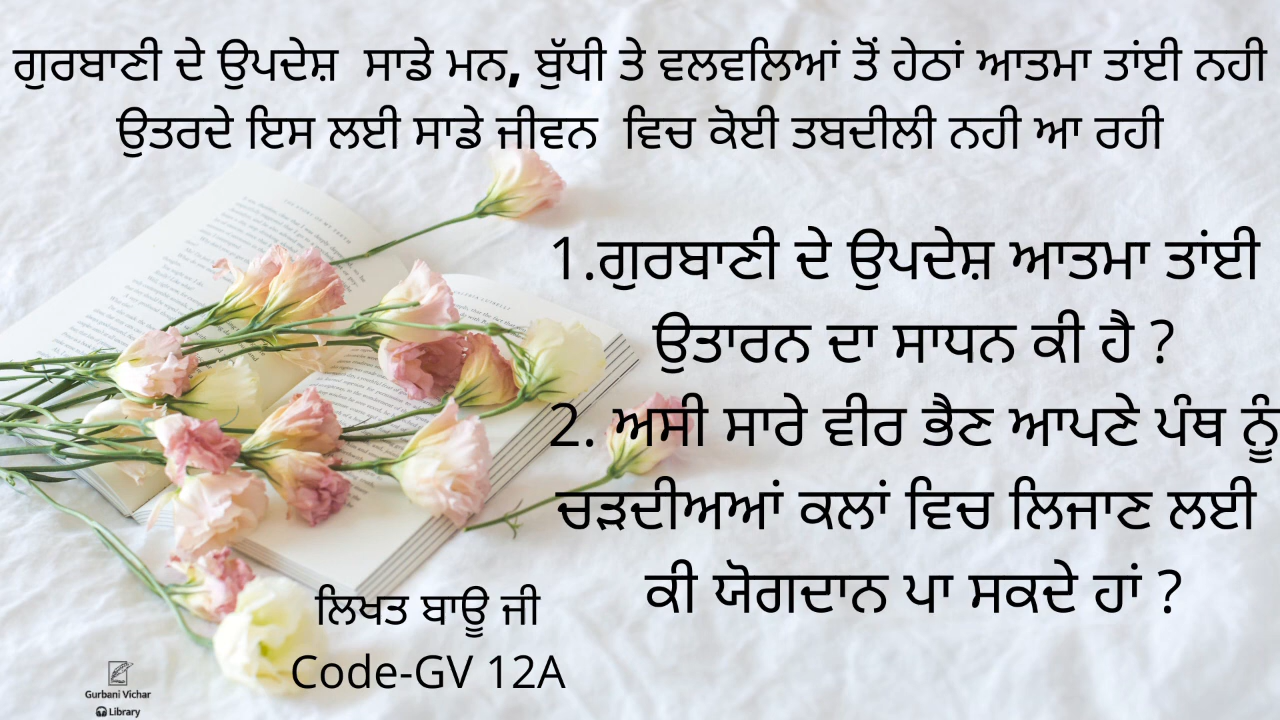 ਗੁਰਬਾਣੀ ਦੇ ਉਪਦੇਸ਼ ਸਾਡੇ ਮਨ, ਬੁੱਧੀ ਤੇ ਵਲਵਲਿਆਂ ਤੋਂ ਹੇਠਾਂ ਆਤਮਾ ਤਾਂਈ ਨਹੀ
ਉਤਰਦੇ ਇਸ ਲਈ ਸਾਡੇ ਜੀਵਨ ਵਿਚ ਕੋਈ ਤਬਦੀਲੀ ਨਹੀ ਆ ਰਹੀ
1.ਗੁਰਬਾਣੀ ਦੇ ਉਪਦੇਸ਼ ਆਤਮਾ ਤਾਂਈ
ਉਤਾਰਨ ਦਾ ਸਾਧਨ ਕੀ ਹੈ ?
2. ਅਸੀ ਸਾਰੇ ਵੀਰ ਭੈਣ ਆਪਣੇ ਪੰਥ ਨੂੰ
ਚੜਦੀਅਆਂ ਕਲਾਂ ਵਿਚ ਲਿਜਾਣ ਲਈ
ਕੀ ਯੋਗਦਾਨ ਪਾ ਸਕਦੇ ਹਾਂ ?
ਲਿਖਤ ਬਾਊ ਜੀ
Code-GV 12A
Gurbani Vichar
Library